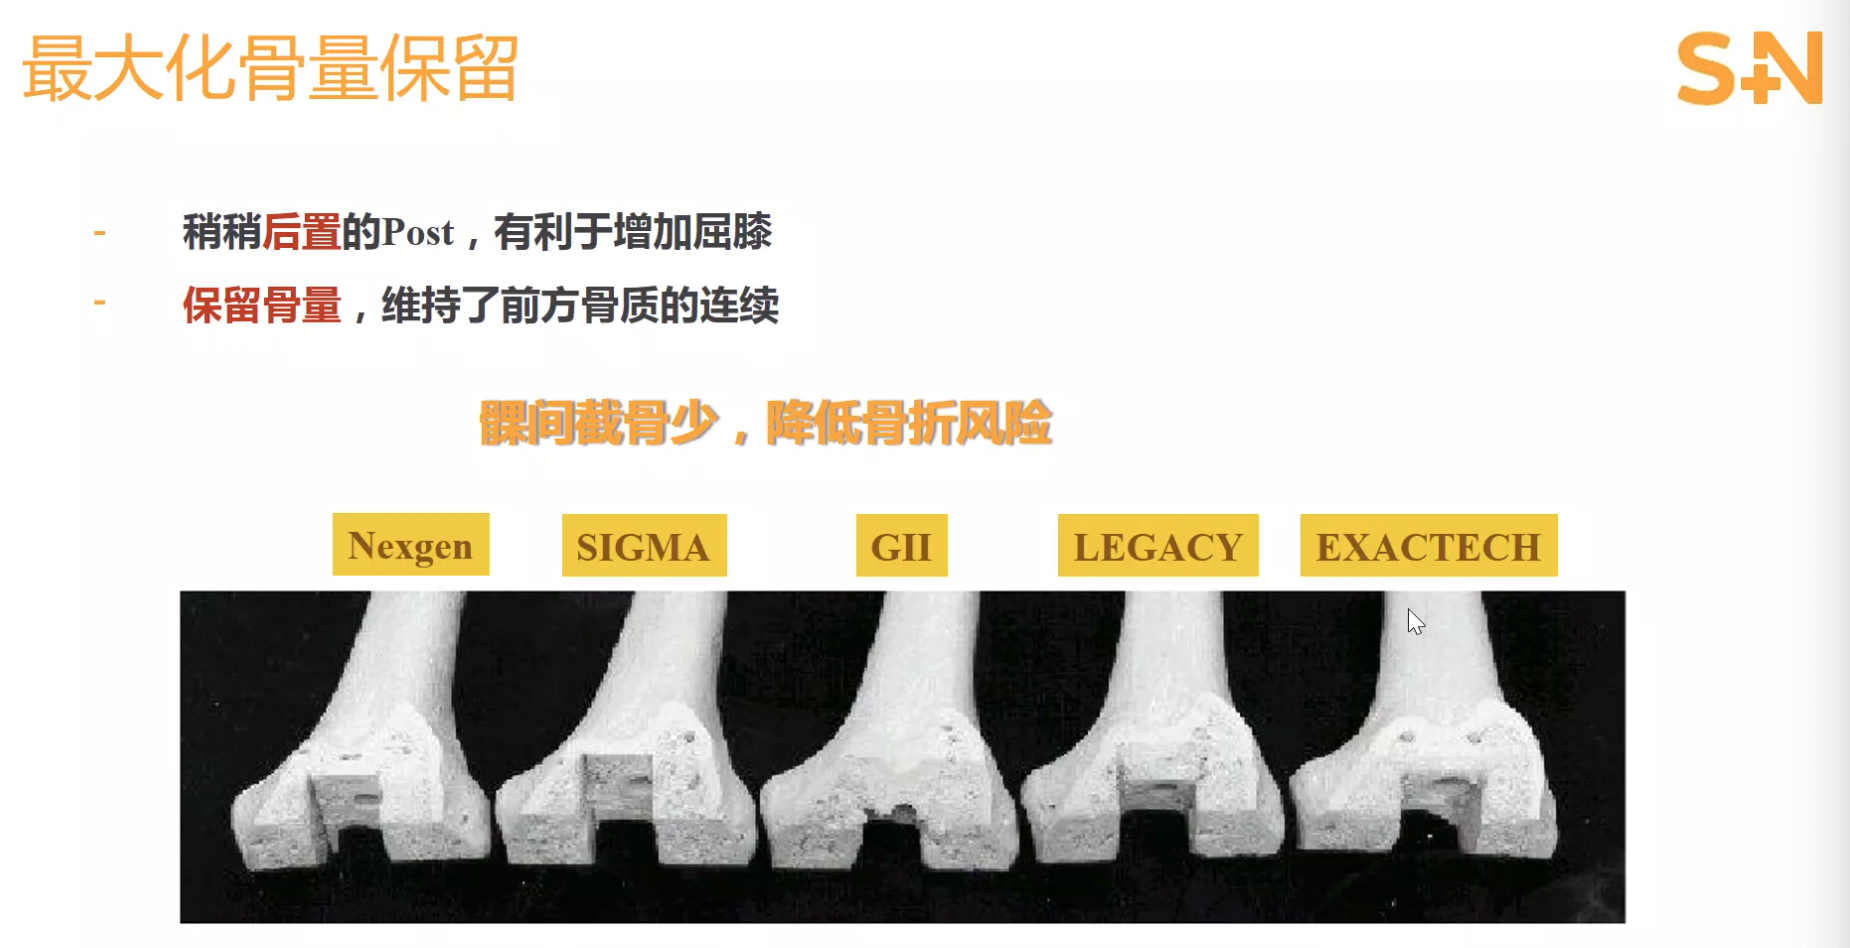 最大化骨量保留
S+N
- 稍稍后置的Post，有利于增加屈膝
- 保留骨量，维持了前方骨质的连续
髁间截骨少，降低骨折风险
Nexgen
SIGMA
GII
LEGACY
EXACTECH